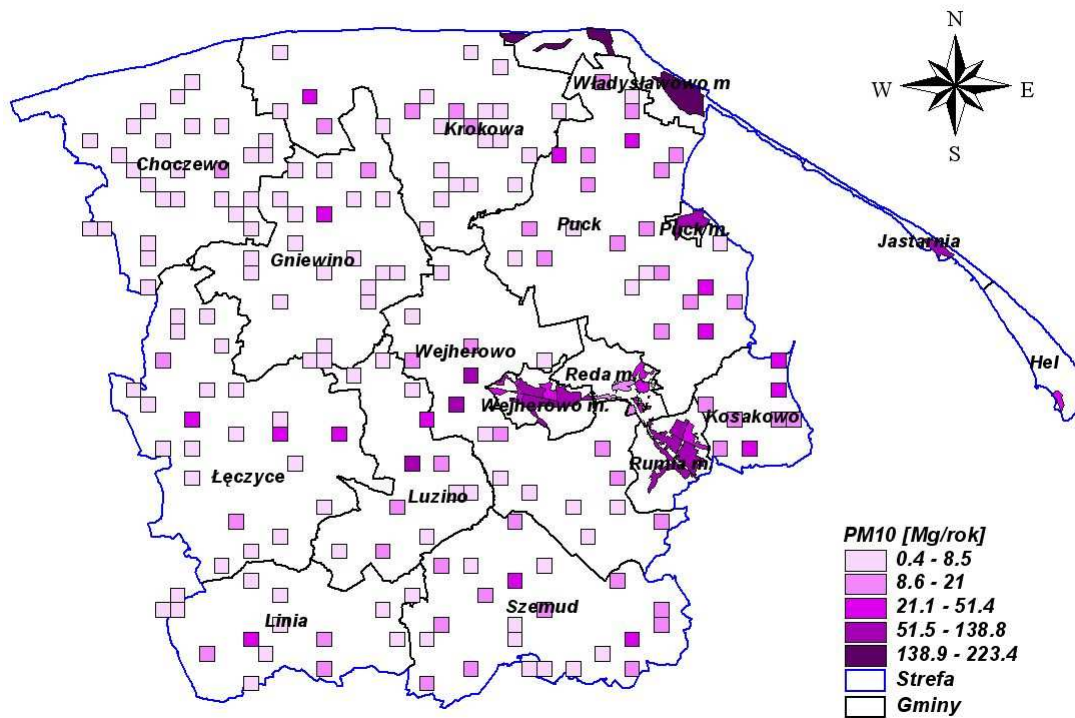 N
W E
S
Władysławowo m
Krokowa
Choczewo
Puck
Puck m.
Jastarnia
Gniewino
Wejherowo
Reda m.
Hel
Wejherowo m.
Kosakowo
Rumia m.
Łęczyce
Luzino
Szemud
Linia
PM10 [Mg/rok]
0.4 - 8.5
8.6 - 21
21.1 - 51.4
51.5 - 138.8
138.9 - 223.4
Strefa
Gminy